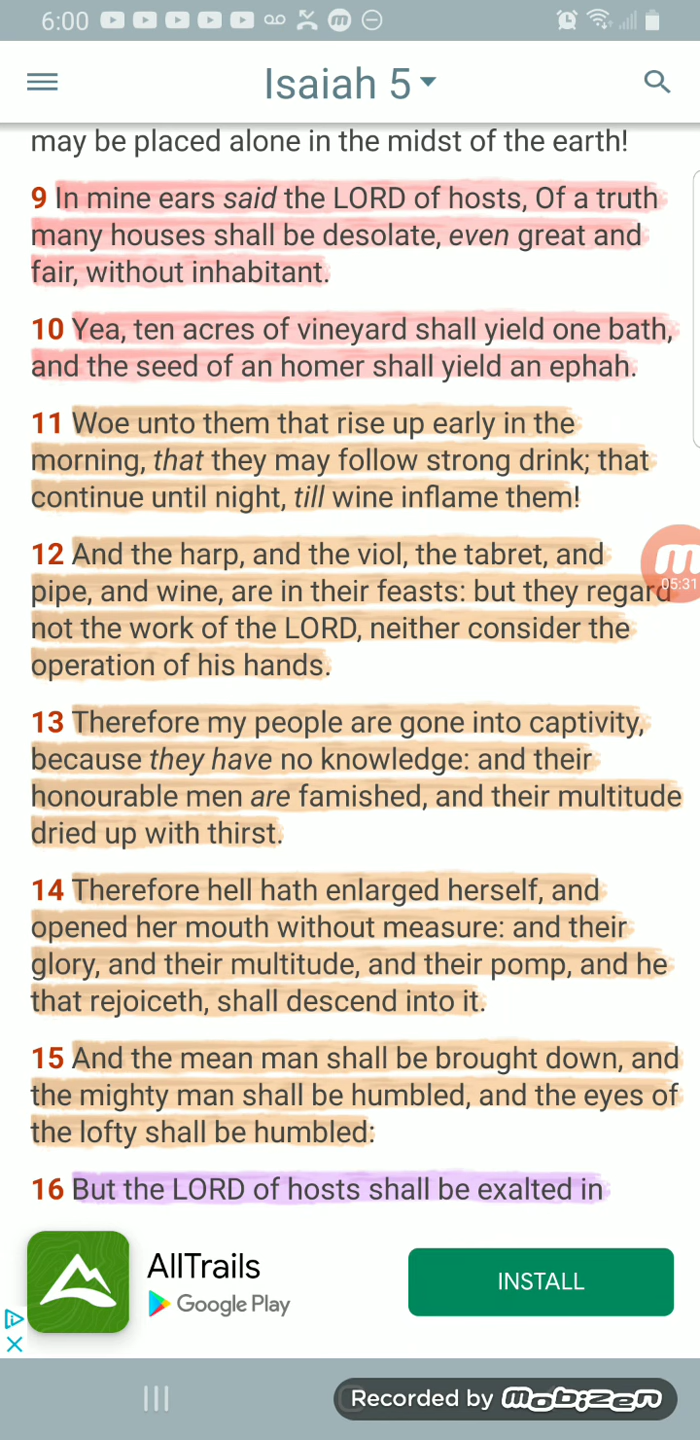 6:00
Isaiah 5
may be placed alone in the midst of the earth!
9 In mine ears said the LORD of hosts, Of a truth
many houses shall be desolate, even great and
fair, without inhabitant.
10 Yea, ten acres of vineyard shall yield one bath,
and the seed of an homer shall yield an ephah.
11 Woe unto them that rise up early in the
morning, that they may follow strong drink; that
continue until night, till wine inflame them!
12 And the harp, and the viol, the tabret, and
pipe, and wine, are in their feasts: but they regard
not the work of the LORD, neither consider the
operation of his hands.
m
05:31
13 Therefore my people are gone into captivity,
because they have no knowledge: and their
honourable men are famished, and their multitude
dried up with thirst.
14 Therefore hell hath enlarged herself, and
opened her mouth without measure: and their
glory, and their multitude, and their pomp, and he
that rejoiceth, shall descend into it.
15 And the mean man shall be brought down, and
the mighty man shall be humbled, and the eyes of
the lofty shall be humbled:
16 But the LORD of hosts shall be exalted in
AllTrails
Google Play
INSTALL
Recorded by mobizen